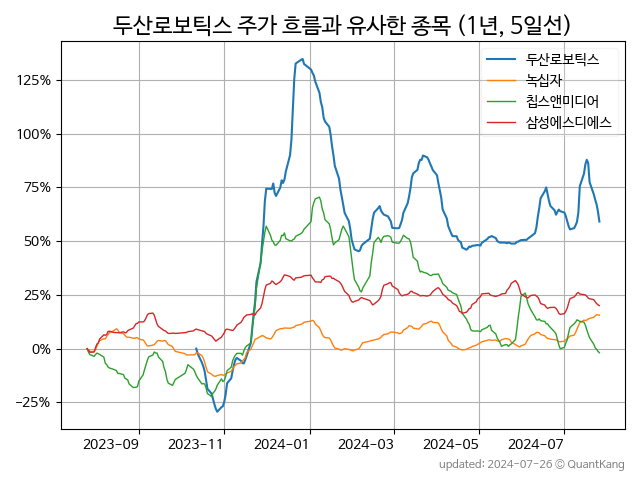 두산로보틱스 주가 흐름과 유사한 종목 (1년, 5일선)
두산로보틱스
녹십자
칩스앤미디어
삼성에스디에스
125%
100%
75%
50%
25%
0%
−25%
2023-09
2023-11
2024-01
2024-03
2024-05
2024-07
updated: 2024-07-26 © QuantKang